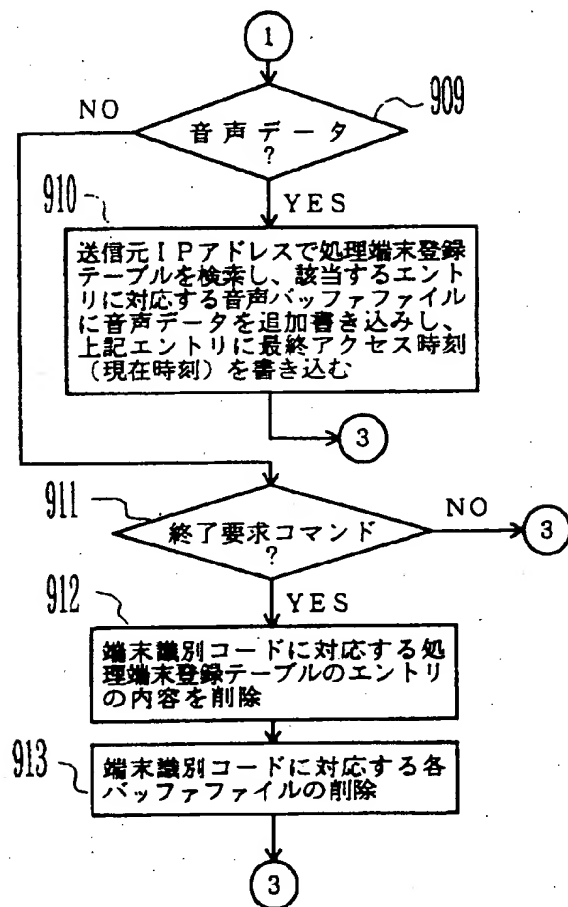 1
909
音声データ
?
NO
YES
910
送信元IPアドレスで処理端末登録
テーブルを検索し、該当するエント
リに対応する音声バッファファイル
に音声データを追加書き込みし、
上記エントリに最終アクセス時刻
(現在時刻)を書き込む
3
911
終了要求コマンド
?
NO
3
YES
912
端末識別コードに対応する処
理端末登録テーブルのエントリ
の内容を削除
913
端末識別コードに対応する各
バッファファイルの削除
3